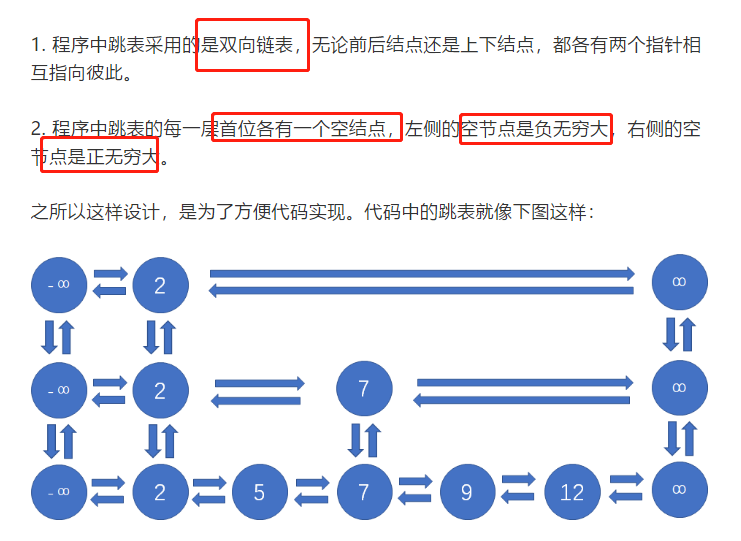 1. 程序中跳表采用的是双向链表，无论前后结点还是上下结点，都各有两个指针相
互指向彼此。
2. 程序中跳表的每一层首位各有一个空结点，左侧的空节点是负无穷大，右侧的空
节点是正无穷大。
之所以这样设计，是为了方便代码实现。代码中的跳表就像下图这样：
-∞ 2 ∞
-∞ 2 7 ∞
-∞ 2 5 7 9 12 ∞